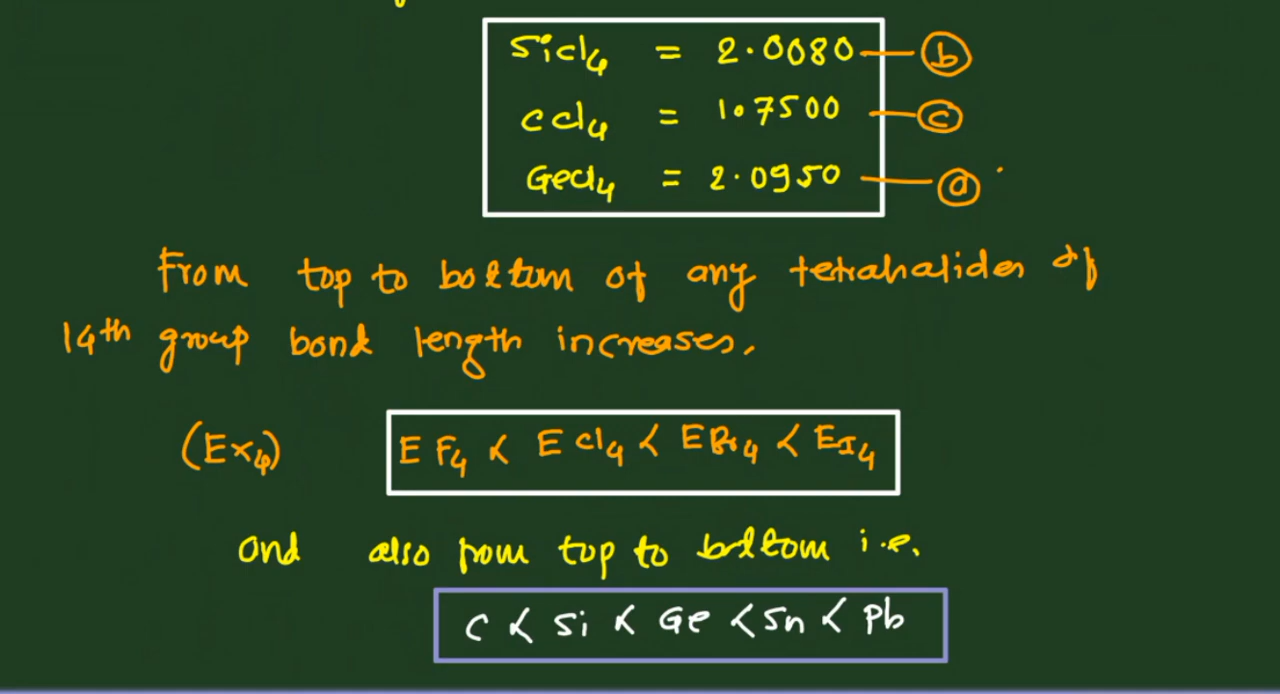 Sicl4 = 2.0080 — b
ccl4 = 1.7500 — c
Gecl4 = 2.0950 — a
From top to bottom of any tetrahalides of
14th group bond length increases.
(Ex4) EF4 < ECl4 < EBr4 < EI4
and also from top to bottom i.e.
C < Si < Ge < Sn < Pb